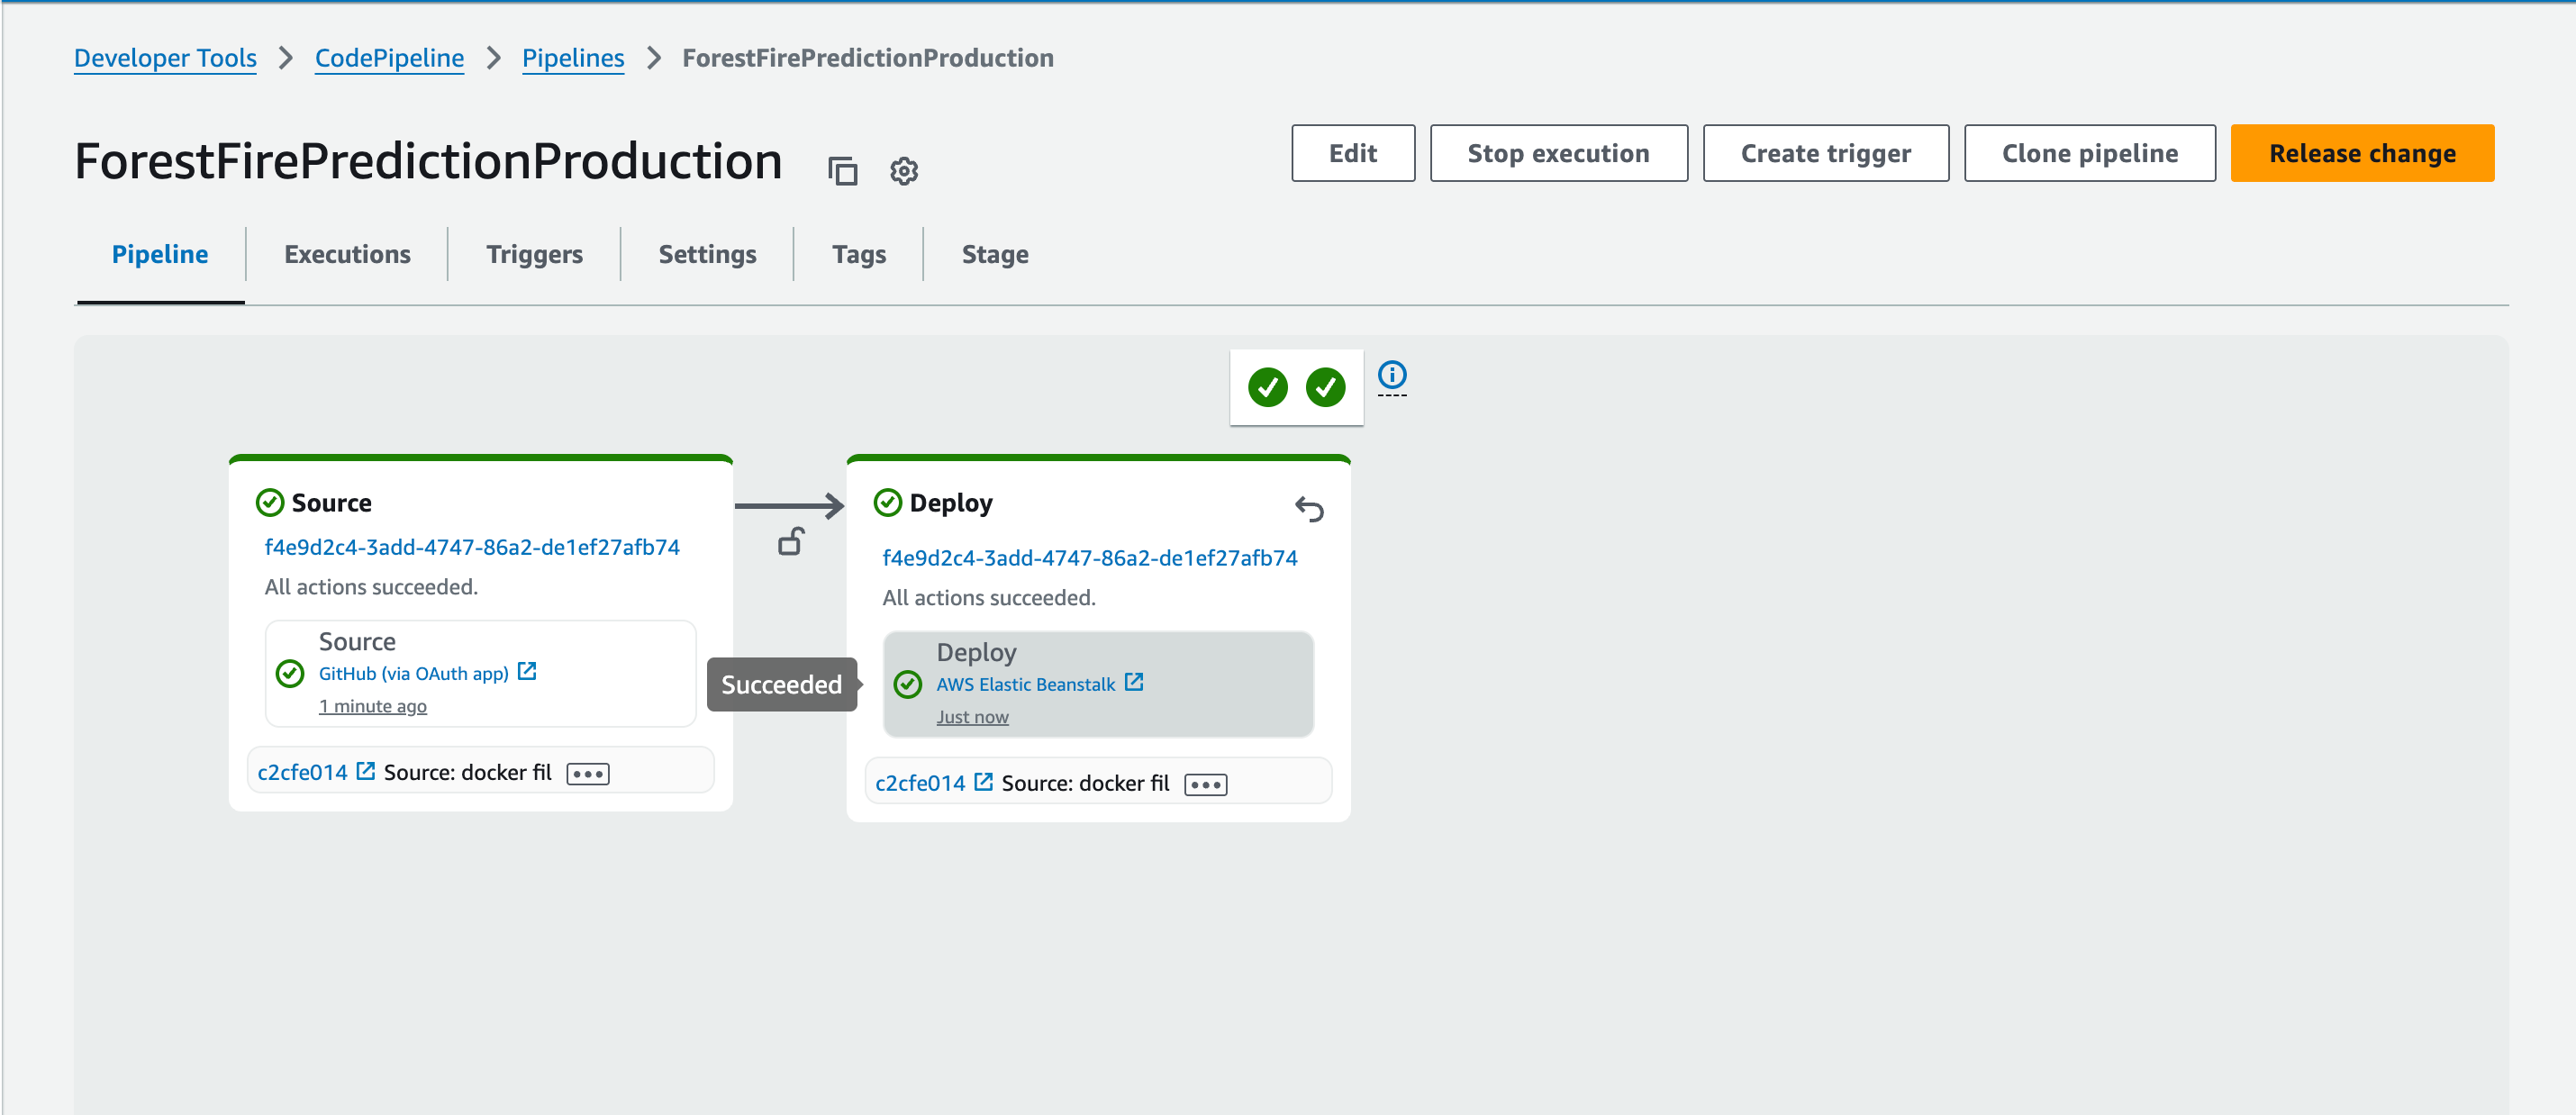 Developer Tools > CodePipeline > Pipelines > ForestFirePredictionProduction
ForestFirePredictionProduction
Edit
Stop execution
Create trigger
Clone pipeline
Release change
Pipeline
Executions
Triggers
Settings
Tags
Stage
Source
f4e9d2c4-3add-4747-86a2-de1ef27afb74
All actions succeeded.
Source
GitHub (via OAuth app)
1 minute ago
c2cfe014 Source: docker fil
Succeeded
Deploy
f4e9d2c4-3add-4747-86a2-de1ef27afb74
All actions succeeded.
Deploy
AWS Elastic Beanstalk
Just now
c2cfe014 Source: docker fil